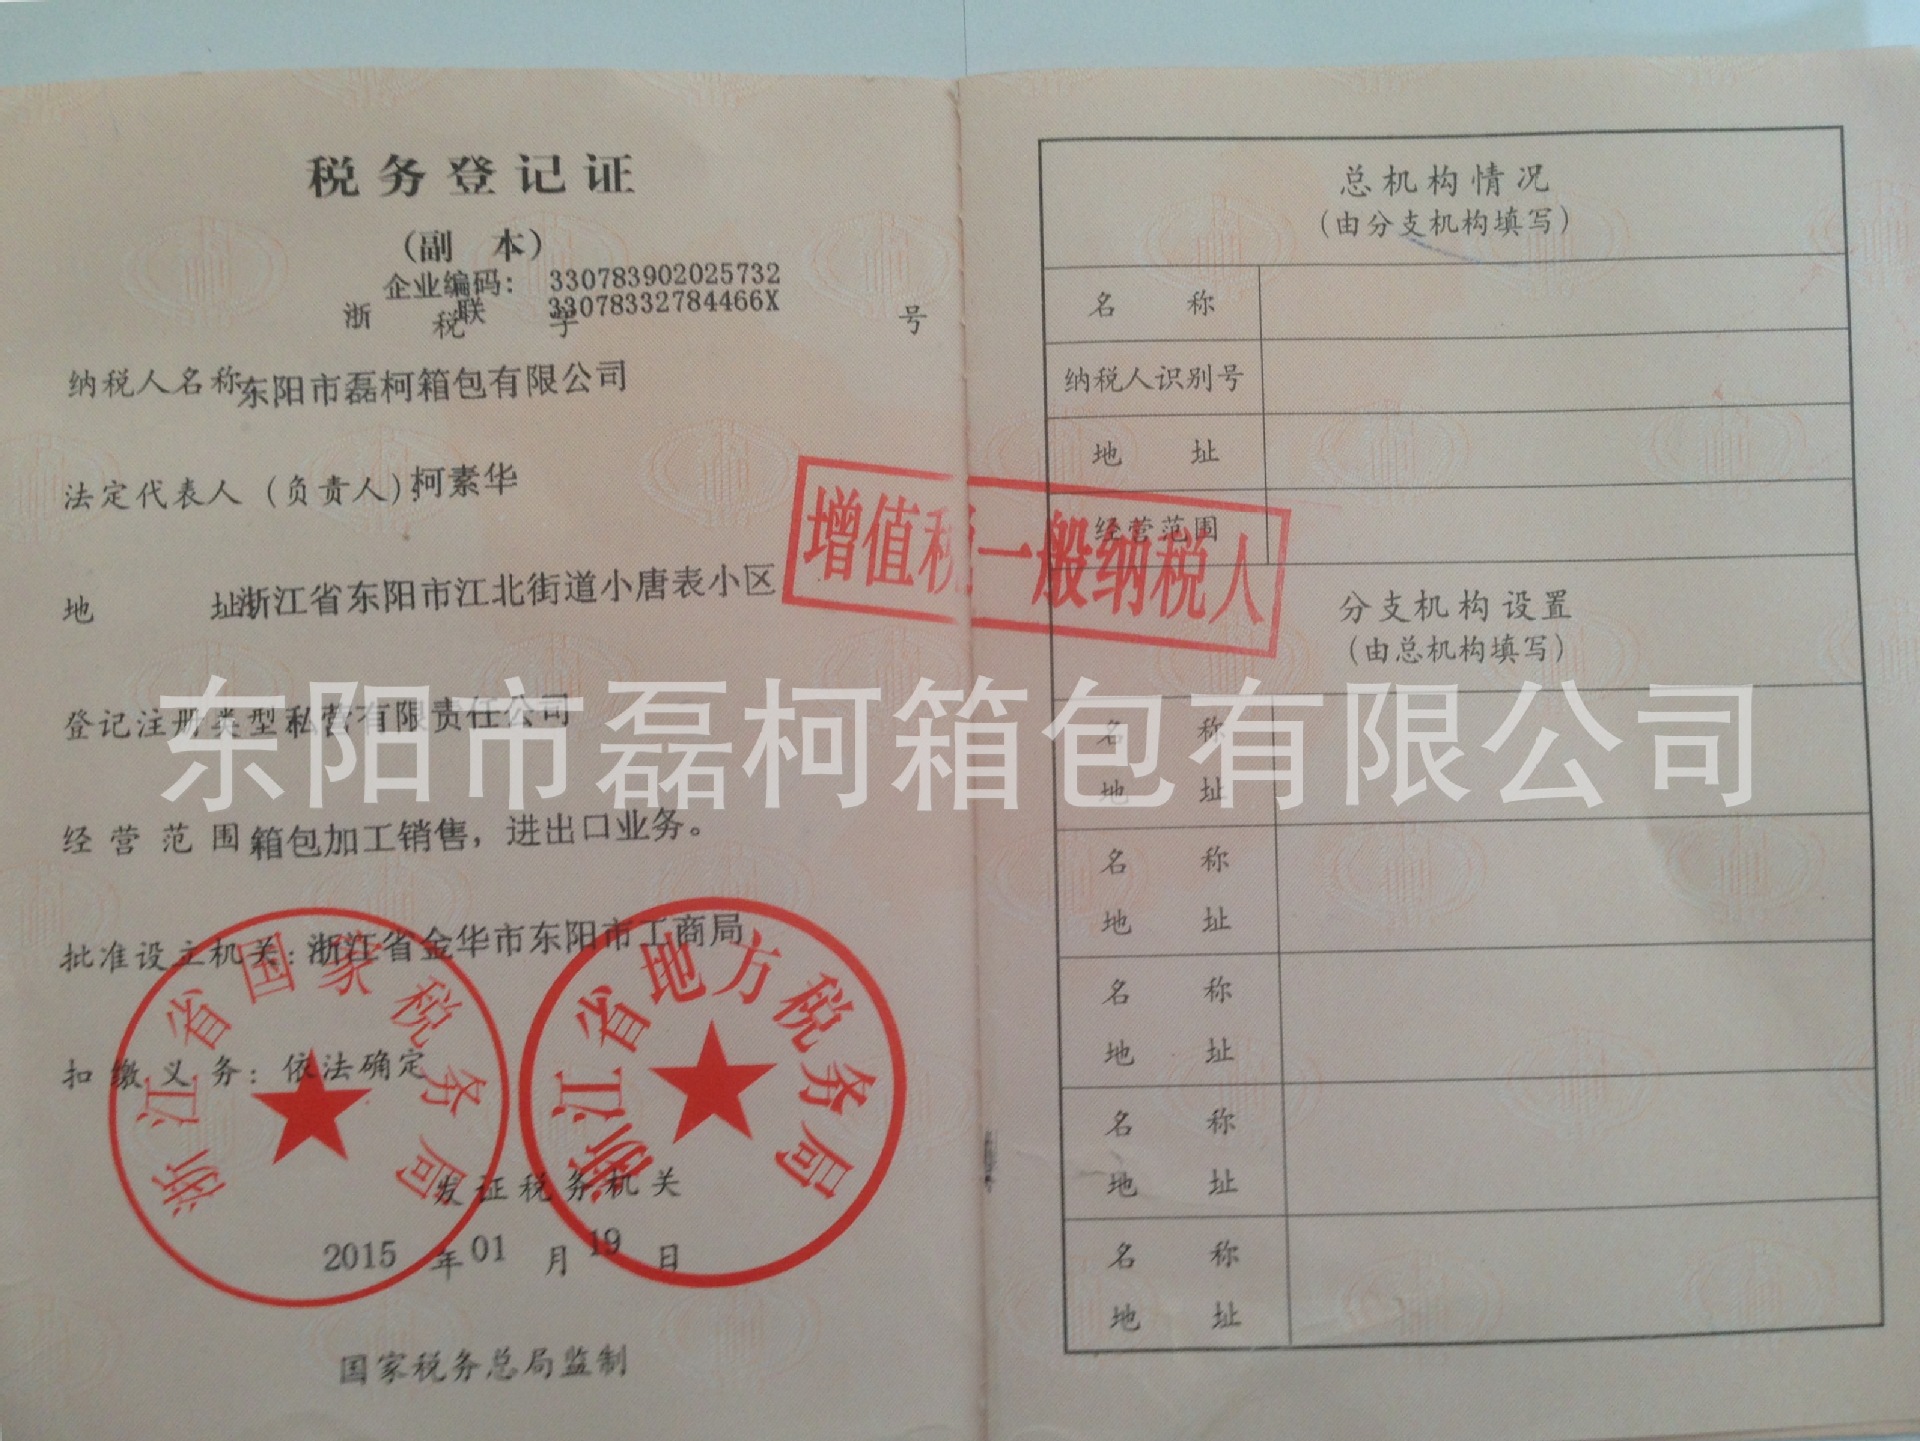 税务登记证
(副 本)
企业编码: 330783902025732
浙 税 联 字 33078332784466X 号
纳税人名称 东阳市磊柯箱包有限公司
法定代表人(负责人): 柯素华
地 址 浙江省东阳市江北街道小唐表小区
登记注册类型 私营有限责任公司
经营范围 箱包加工销售，进出口业务。
批准设立机关: 浙江省金华市东阳市工商局
扣缴义务: 依法确定
发证税务机关
2015 年 01 月 19 日
国家税务总局监制
浙江省国家税务局
浙江省地方税务局
增值税一般纳税人
总机构情况
(由分支机构填写)
名 称
纳税人识别号
地 址
经营范围
分支机构设置
(由总机构填写)
名 称
地 址
名 称
地 址
名 称
地 址
名 称
地 址
名 称
地 址
东阳市磊柯箱包有限公司